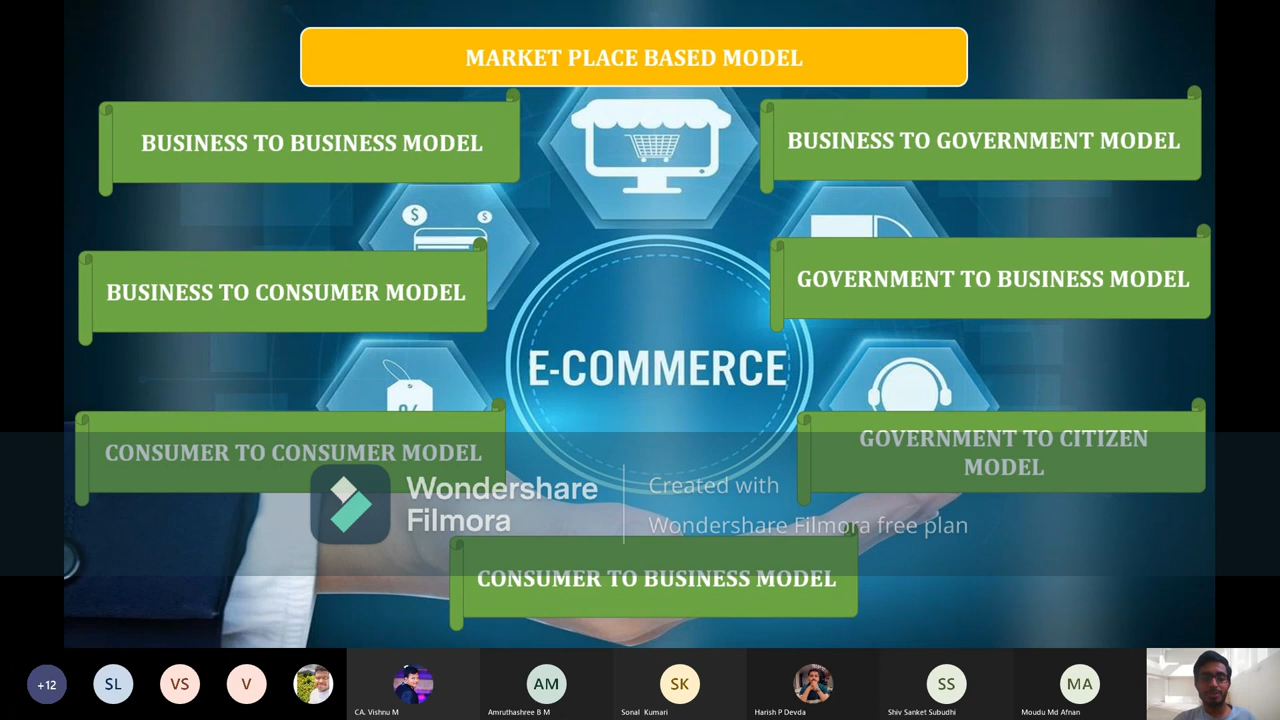 MARKET PLACE BASED MODEL
BUSINESS TO BUSINESS MODEL
BUSINESS TO GOVERNMENT MODEL
$
$
BUSINESS TO CONSUMER MODEL
GOVERNMENT TO BUSINESS MODEL
E-COMMERCE
CONSUMER TO CONSUMER MODEL
GOVERNMENT TO CITIZEN
MODEL
Wondershare
Filmora
Created with
Wondershare Filmora free plan
CONSUMER TO BUSINESS MODEL
+12
SL
VS
V
AM
SK
SS
MA
CA. Vishnu M
Amruthashree B M
Sonal Kumari
Harish P Devda
Shiv Sanket Subudhi
Moudu Md Afnan